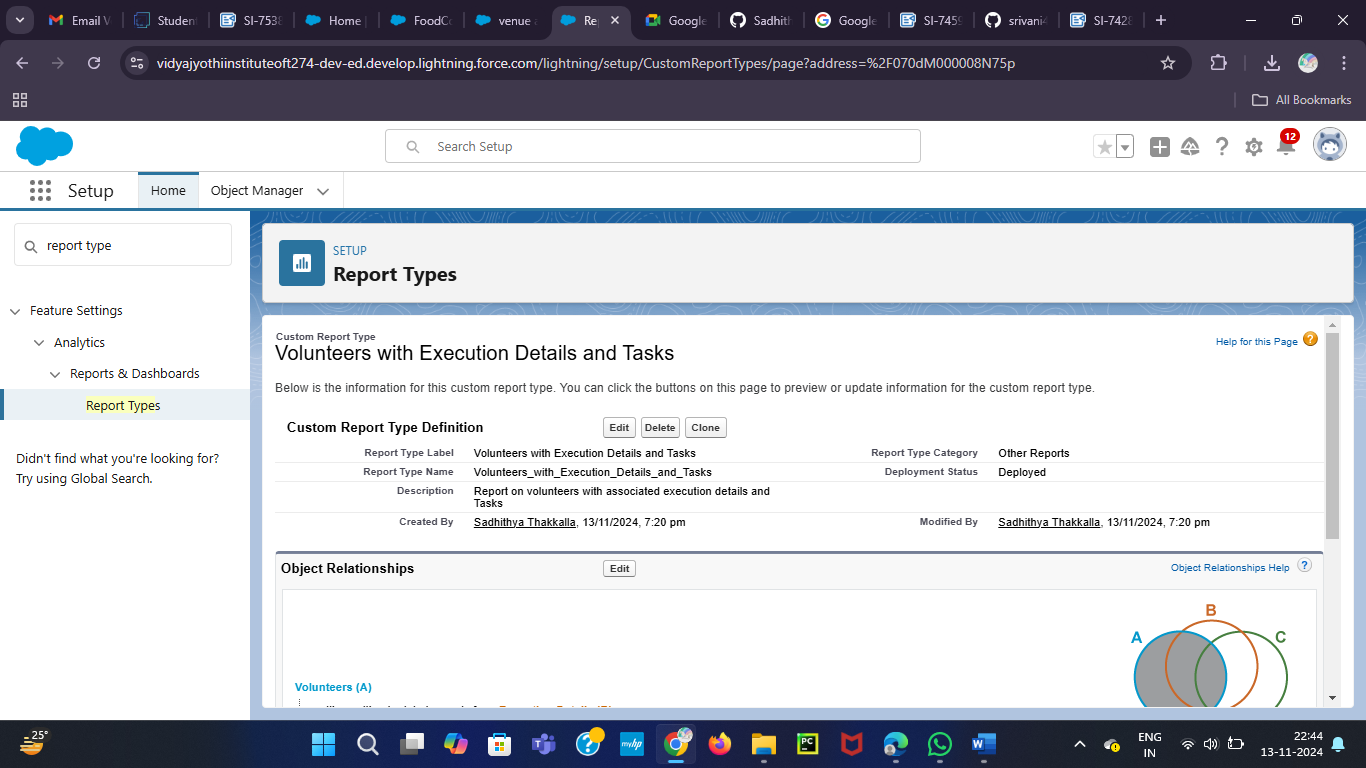 Email V
Student
SI-7538
Home |
FoodCo
venue a
Rep
Google
Sadhith
Google
SI-7459
srivani4
SI-7428
vidyajyothiinstituteoft274-dev-ed.develop.lightning.force.com/lightning/setup/CustomReportTypes/page?address=%2F070dM000008N75p
All Bookmarks
Search Setup
12
Setup
Home
Object Manager
report type
SETUP
Report Types
Feature Settings
Analytics
Reports & Dashboards
Report Types
Didn't find what you're looking for?
Try using Global Search.
Custom Report Type
Volunteers with Execution Details and Tasks
Help for this Page
Below is the information for this custom report type. You can click the buttons on this page to preview or update information for the custom report type.
Custom Report Type Definition
Edit
Delete
Clone
Report Type Label Volunteers with Execution Details and Tasks
Report Type Category Other Reports
Report Type Name Volunteers_with_Execution_Details_and_Tasks
Deployment Status Deployed
Description Report on volunteers with associated execution details and
Tasks
Created By Sadhithya Thakkalla, 13/11/2024, 7:20 pm
Modified By Sadhithya Thakkalla, 13/11/2024, 7:20 pm
Object Relationships
Edit
Object Relationships Help
B
A
C
Volunteers (A)
25°
myhp
PC
ENG
IN
22:44
13-11-2024